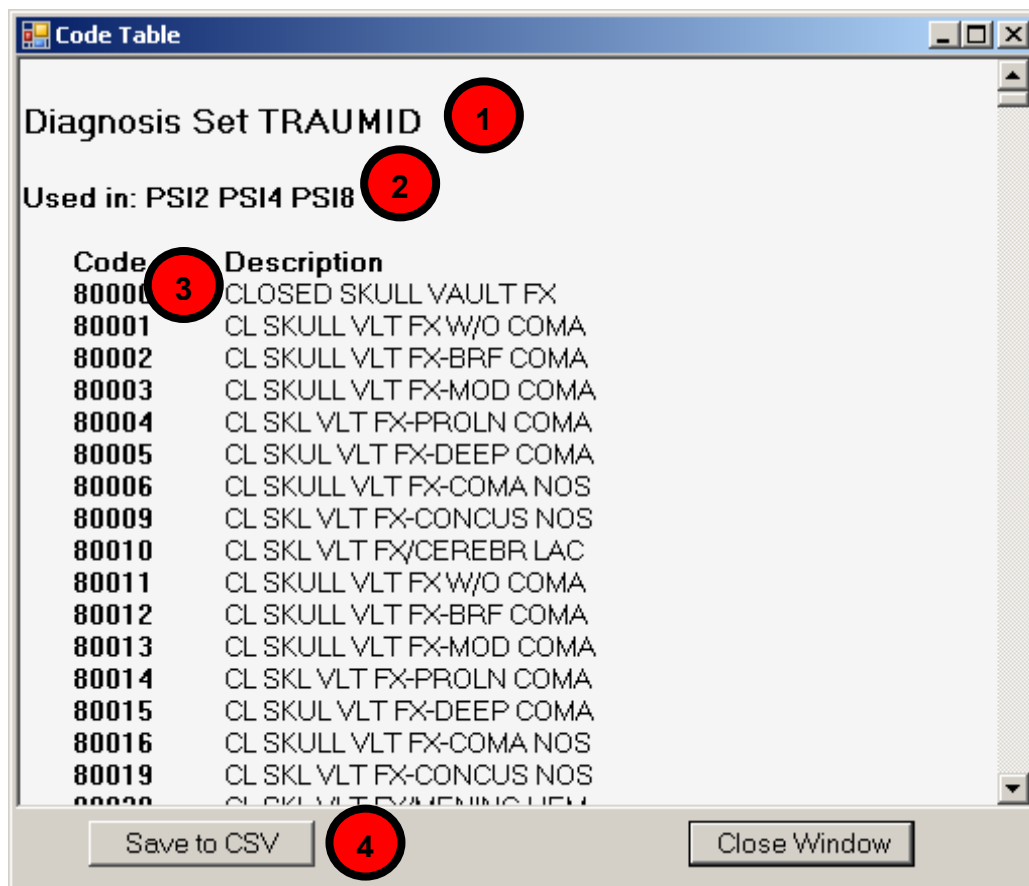 Code Table
Diagnosis Set TRAUMID 1
Used in: PSI2 PSI4 PSI8 2
Code Description
3
8000 CLOSED SKULL VAULT FX
80001 CL SKULL VLT FX W/O COMA
80002 CL SKULL VLT FX-BRF COMA
80003 CL SKULL VLT FX-MOD COMA
80004 CL SKL VLT FX-PROLN COMA
80005 CL SKUL VLT FX-DEEP COMA
80006 CL SKULL VLT FX-COMA NOS
80009 CL SKL VLT FX-CONCUS NOS
80010 CL SKL VLT FX/CEREBR LAC
80011 CL SKULL VLT FX W/O COMA
80012 CL SKULL VLT FX-BRF COMA
80013 CL SKULL VLT FX-MOD COMA
80014 CL SKL VLT FX-PROLN COMA
80015 CL SKUL VLT FX-DEEP COMA
80016 CL SKULL VLT FX-COMA NOS
80019 CL SKL VLT FX-CONCUS NOS
Save to CSV 4 Close Window